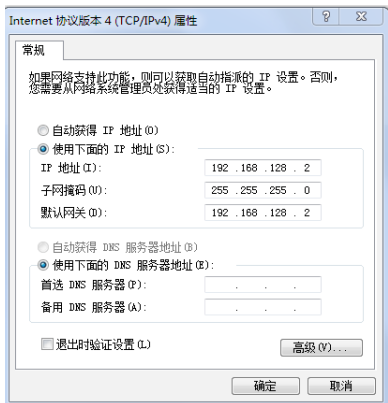 Internet 协议版本 4 (TCP/IPv4) 属性
常规
如果网络支持此功能，则可以获取自动指派的 IP 设置。否则，
您需要从网络系统管理员处获得适当的 IP 设置。
自动获得 IP 地址(O)
使用下面的 IP 地址(S):
IP 地址(I): 192 . 168 . 128 . 2
子网掩码(U): 255 . 255 . 255 . 0
默认网关(D): 192 . 168 . 128 . 2
自动获得 DNS 服务器地址(B)
使用下面的 DNS 服务器地址(E):
首选 DNS 服务器(P): . . .
备用 DNS 服务器(A): . . .
退出时验证设置(L)
高级(V)...
确定 取消